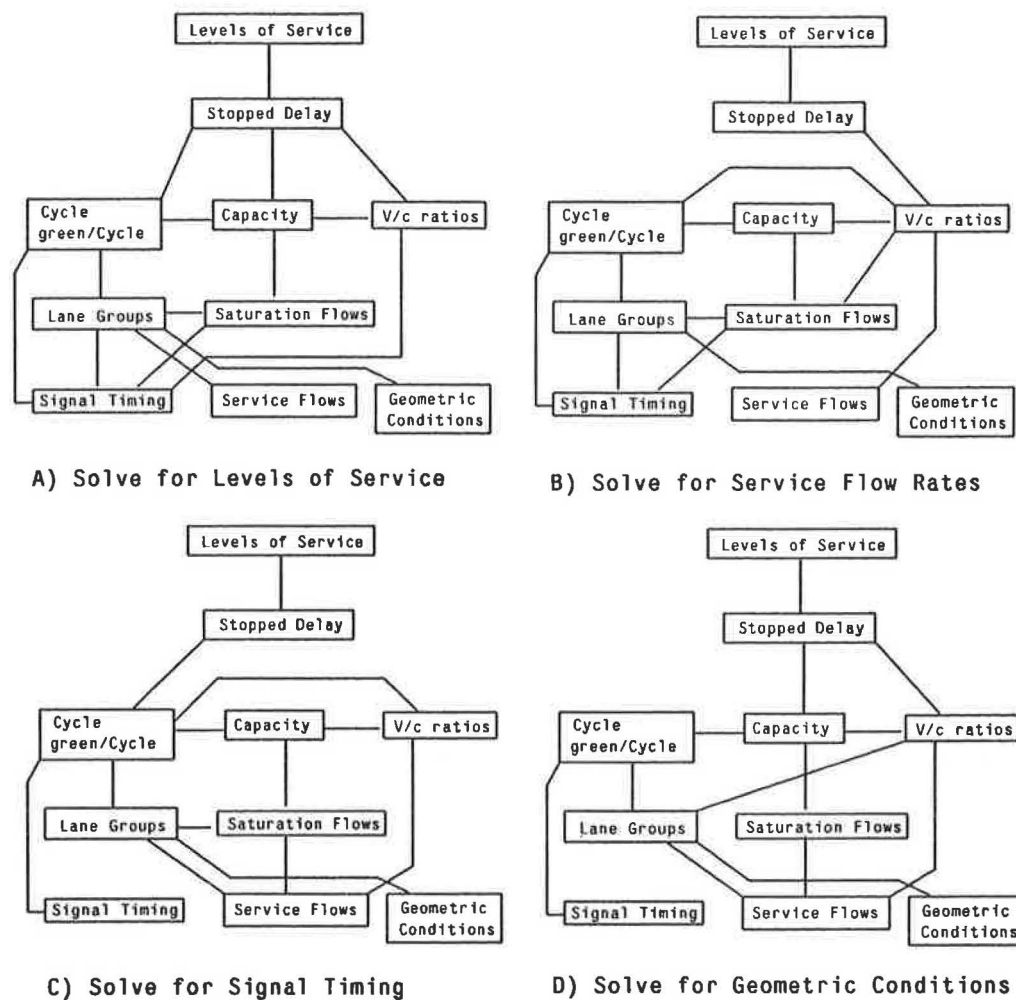 Levels of Service
Stopped Delay
Cycle
green/Cycle
Capacity
V/c ratios
Lane Groups
Saturation Flows
Signal Timing
Service Flows
Geometric
Conditions
A) Solve for Levels of Service
Levels of Service
Stopped Delay
Cycle
green/Cycle
Capacity
V/c ratios
Lane Groups
Saturation Flows
Signal Timing
Service Flows
Geometric
Conditions
B) Solve for Service Flow Rates
Levels of Service
Stopped Delay
Cycle
green/Cycle
Capacity
V/c ratios
Lane Groups
Saturation Flows
Signal Timing
Service Flows
Geometric
Conditions
C) Solve for Signal Timing
Levels of Service
Stopped Delay
Cycle
green/Cycle
Capacity
V/c ratios
Lane Groups
Saturation Flows
Signal Timing
Service Flows
Geometric
Conditions
D) Solve for Geometric Conditions